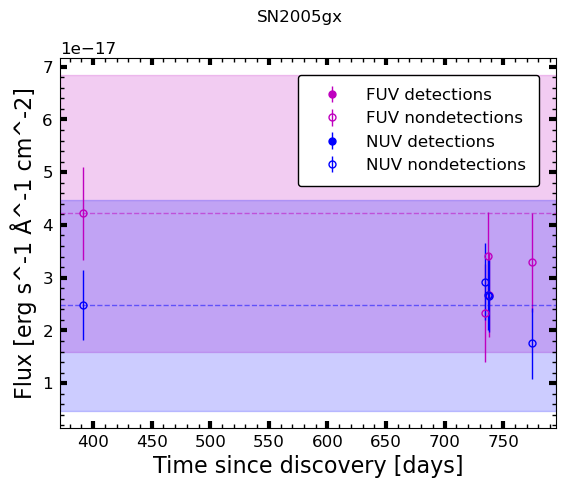 SN2005gx
1e−17
7
6
5
4
3
2
1
Flux [erg s^-1 Å^-1 cm^-2]
FUV detections
FUV nondetections
NUV detections
NUV nondetections
400 450 500 550 600 650 700 750
Time since discovery [days]